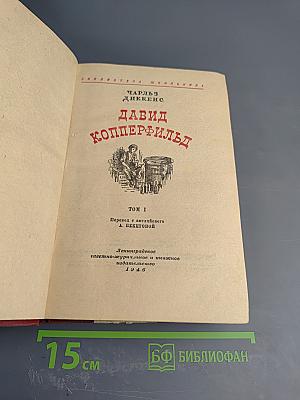 БИБЛИОТЕКА ШКОЛЬНИКА
ЧАРЛЬЗ
ДИККЕНС
ДАВИД
КОППЕРФИЛЬД
ТОМ I
Перевод с английского
А. БЕКЕТОВОЙ
Ленинградское
газетно-журнальное и книжное
издательство
1946
15 см
БФ БИБЛИОФАН